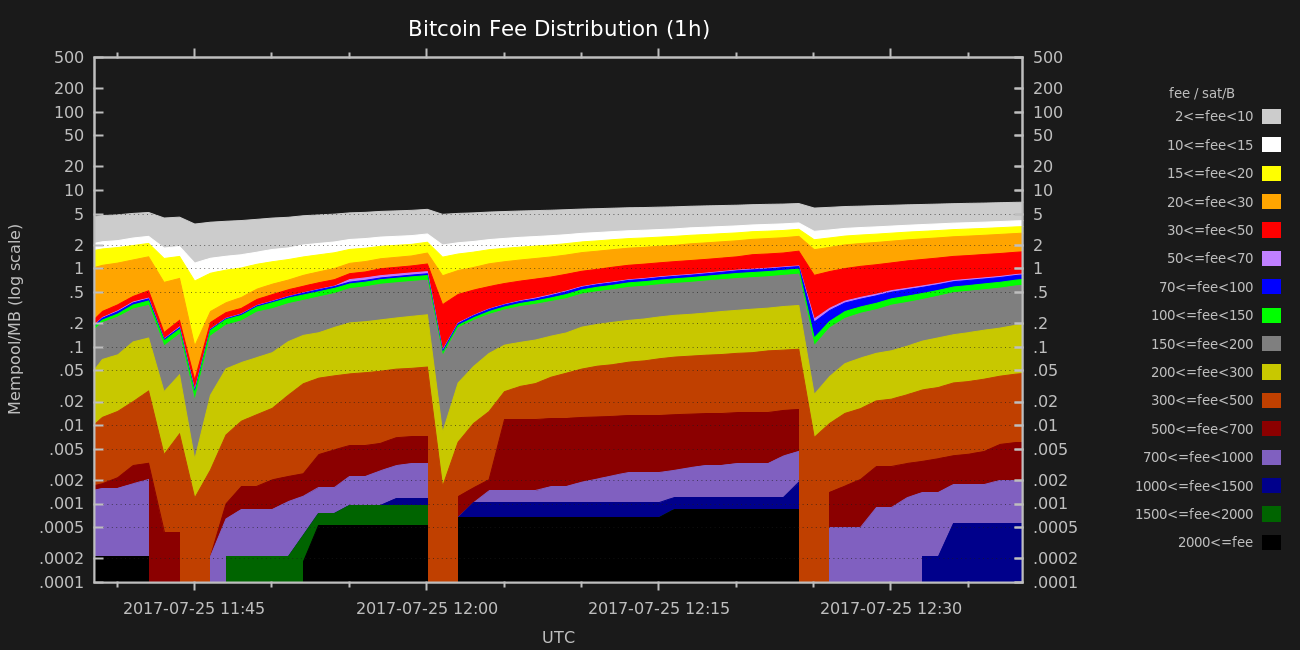 Bitcoin Fee Distribution (1h)
500 500
200 200
100 100
50 50
20 20
10 10
5 5
2 2
1 1
.5 .5
.2 .2
.1 .1
.05 .05
.02 .02
.01 .01
.005 .005
.002 .002
.001 .001
.0005 .0005
.0002 .0002
.0001 .0001
Mempool/MB (log scale)
2017-07-25 11:45 2017-07-25 12:00 2017-07-25 12:15 2017-07-25 12:30
UTC
fee / sat/B
2<=fee<10
10<=fee<15
15<=fee<20
20<=fee<30
30<=fee<50
50<=fee<70
70<=fee<100
100<=fee<150
150<=fee<200
200<=fee<300
300<=fee<500
500<=fee<700
700<=fee<1000
1000<=fee<1500
1500<=fee<2000
2000<=fee